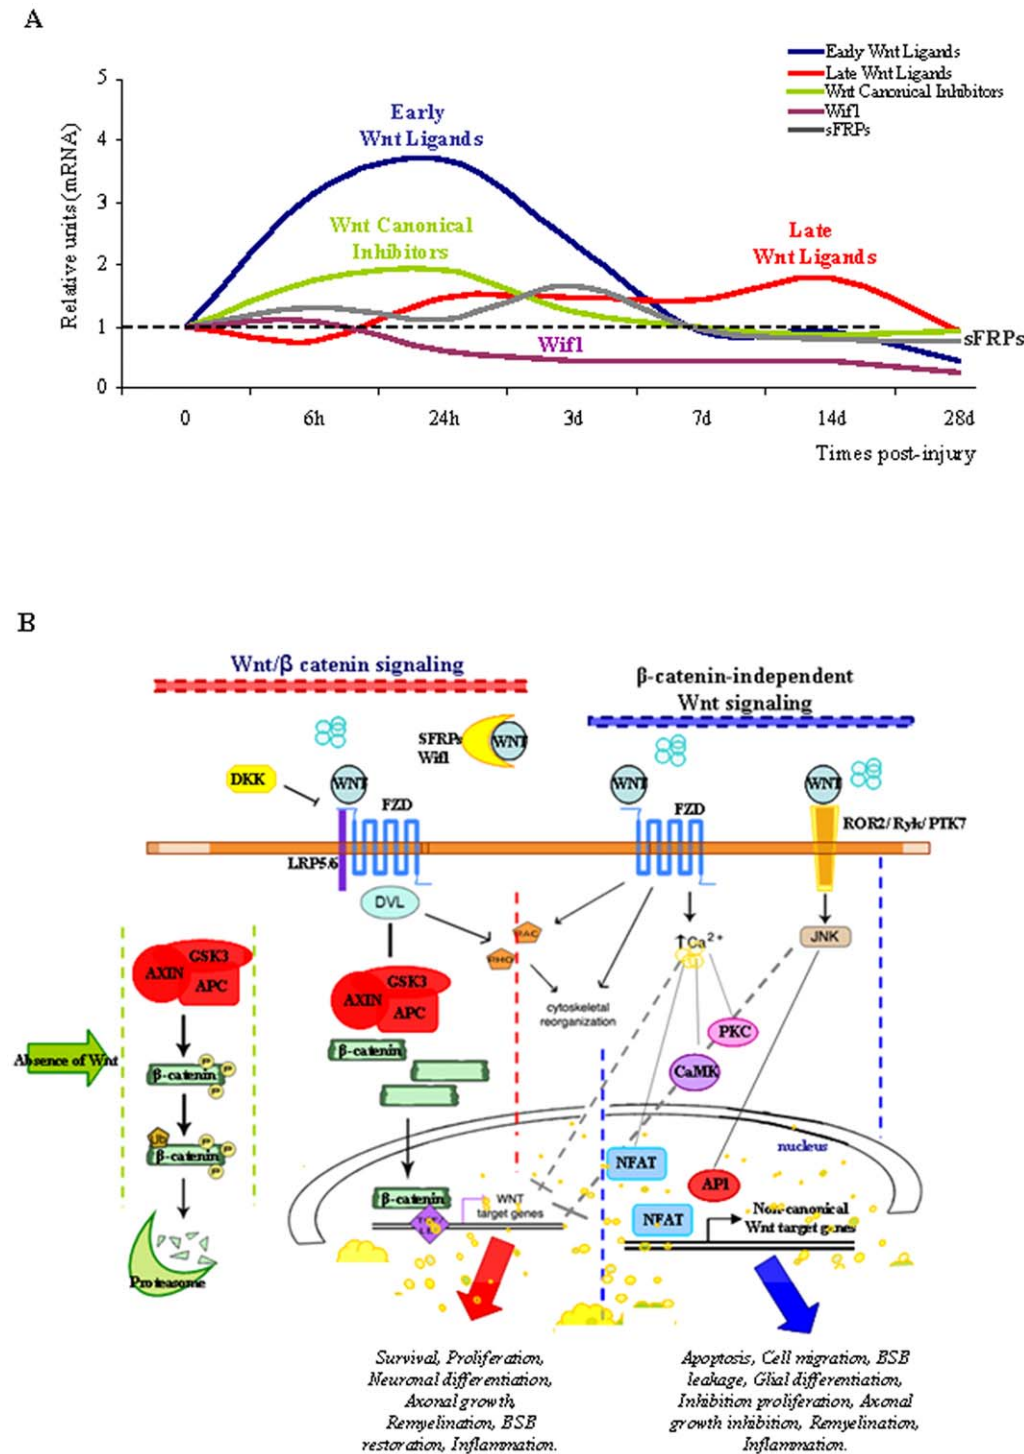 A
Early Wnt Ligands
Late Wnt Ligands
Wnt Canonical Inhibitors
Wif1
sFRPs
Relative units (mRNA)
5
4
3
2
1
0
Early
Wnt Ligands
Wnt Canonical
Inhibitors
Late
Wnt Ligands
Wif1
sFRPs
0 6h 24h 3d 7d 14d 28d
Times post-injury
B
Wnt/β catenin signaling
β-catenin-independent
Wnt signaling
SFRPs
Wif1
WNT
DKK
WNT
FZD
LRP5/6
WNT
FZD
WNT
ROR2/Ryk/PTK7
DVL
RAC
RHO
↑Ca²⁺
JNK
cytoskeletal
reorganization
PKC
CaMK
AXIN
GSK3
APC
AXIN
GSK3
APC
Absence of Wnt
β-catenin
P
P
P
Ub
β-catenin
P
P
P
Proteasome
β-catenin
β-catenin
WNT
target genes
nucleus
NFAT
AP1
NFAT
Non-canonical
Wnt target genes
Survival, Proliferation,
Neuronal differentiation,
Axonal growth,
Remyelination, BSB
restoration, Inflammation.
Apoptosis, Cell migration, BSB
leakage, Glial differentiation,
Inhibition proliferation, Axonal
growth inhibition, Remyelination,
Inflammation.